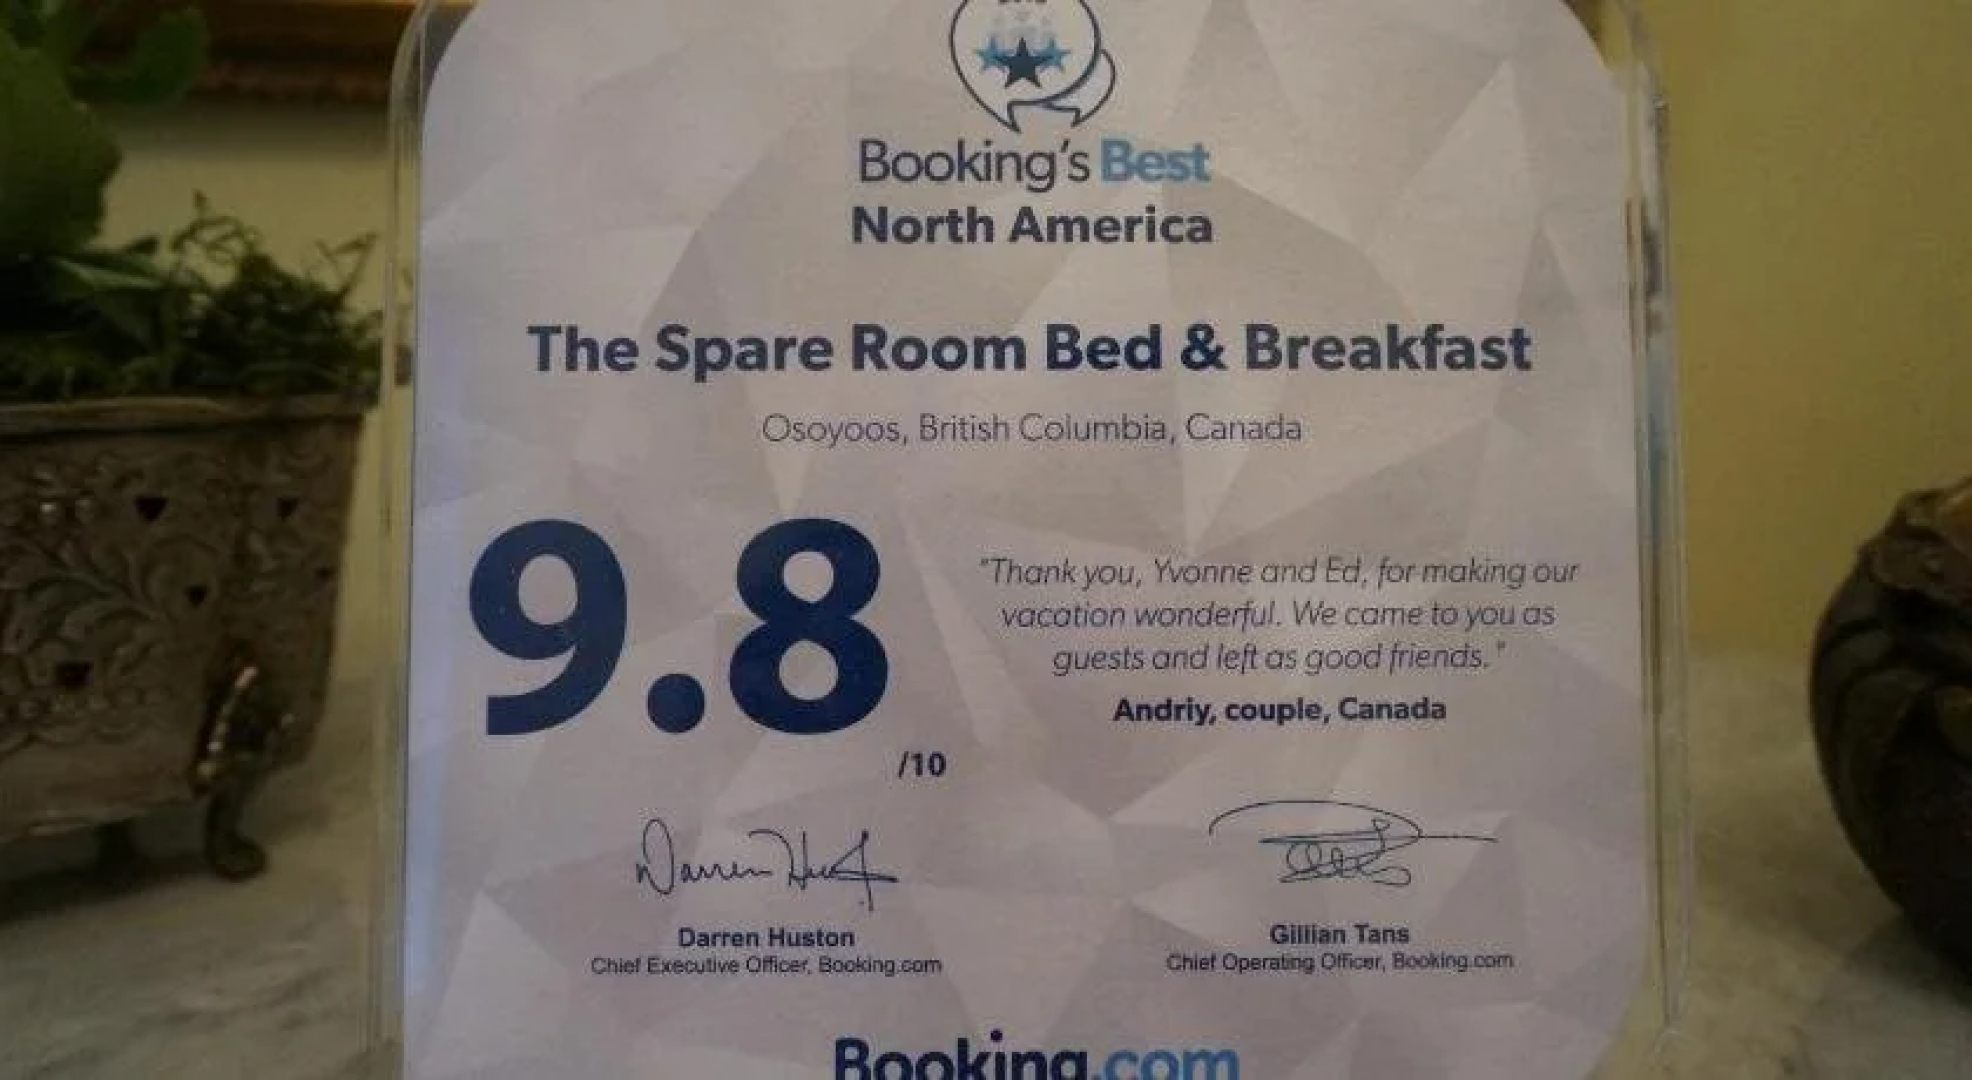 Booking's Best
North America
The Spare Room Bed & Breakfast
Osoyoos, British Columbia, Canada
9.8
/10
"Thank you, Yvonne and Ed, for making our
vacation wonderful. We came to you as
guests and left as good friends."
Andriy, couple, Canada
Darren Huston
Darren Huston
Chief Executive Officer, Booking.com
Gillian Tans
Chief Operating Officer, Booking.com
Booking.com